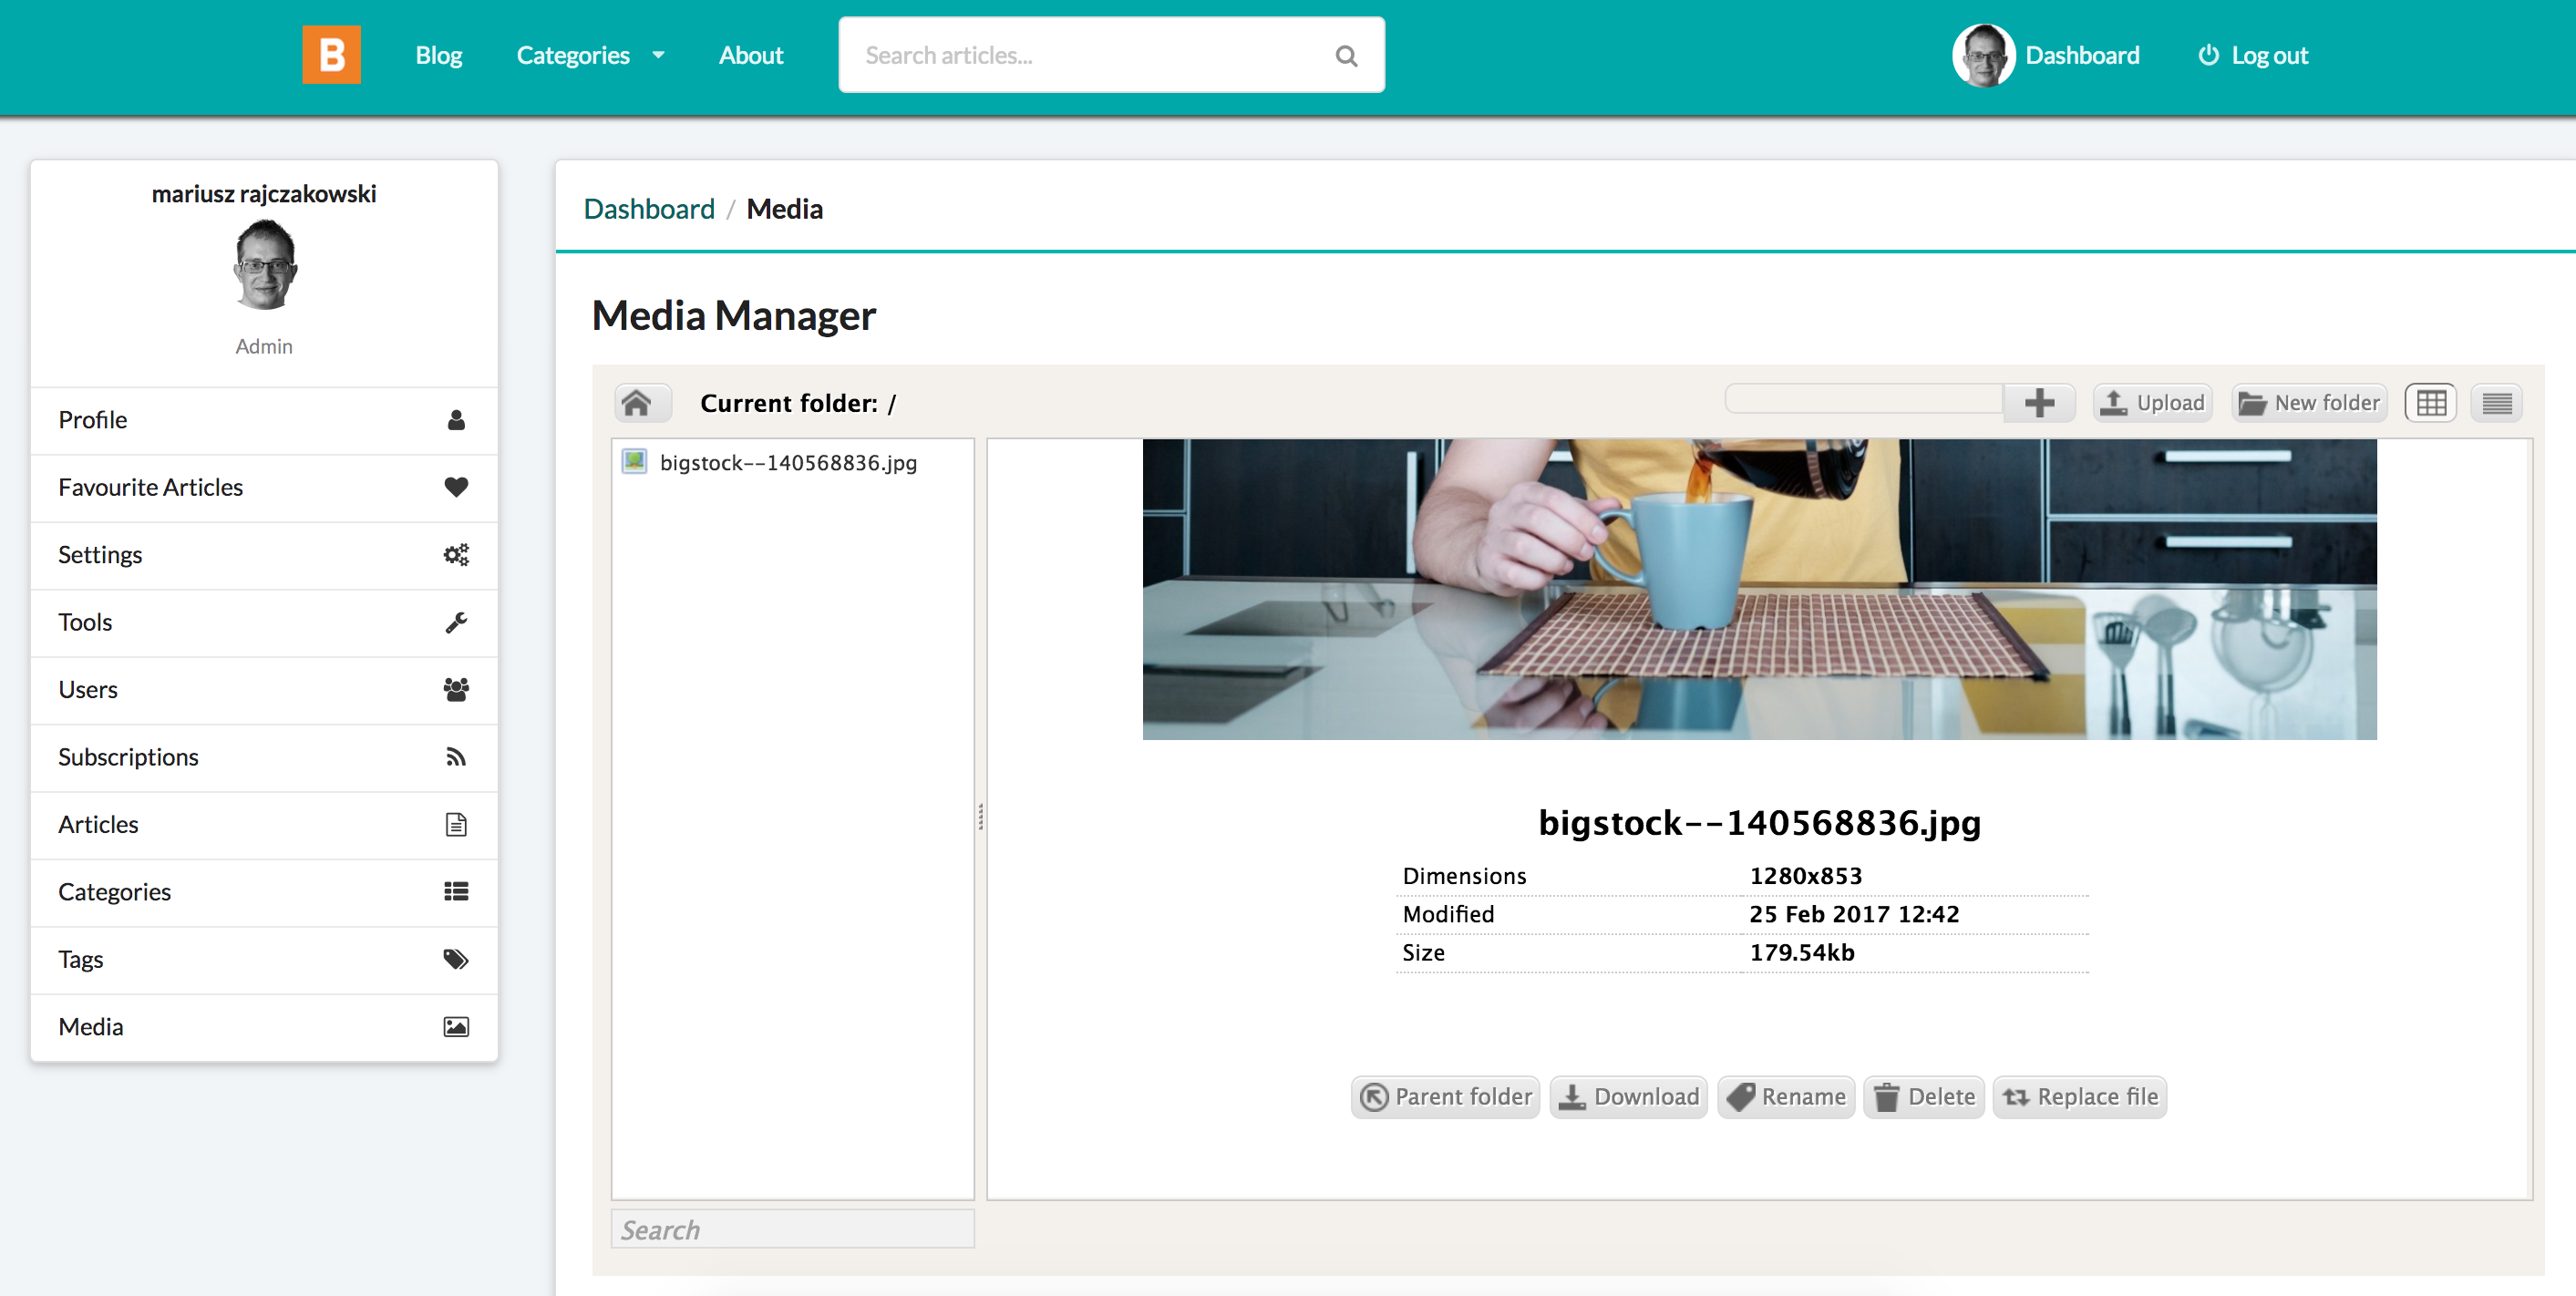 B
Blog
Categories
About
Search articles...
Dashboard
Log out
mariusz rajczakowski
Admin
Profile
Favourite Articles
Settings
Tools
Users
Subscriptions
Articles
Categories
Tags
Media
Dashboard / Media
Media Manager
Current folder: /
Upload
New folder
bigstock--140568836.jpg
bigstock--140568836.jpg
Dimensions 1280x853
Modified 25 Feb 2017 12:42
Size 179.54kb
Parent folder
Download
Rename
Delete
Replace file
Search